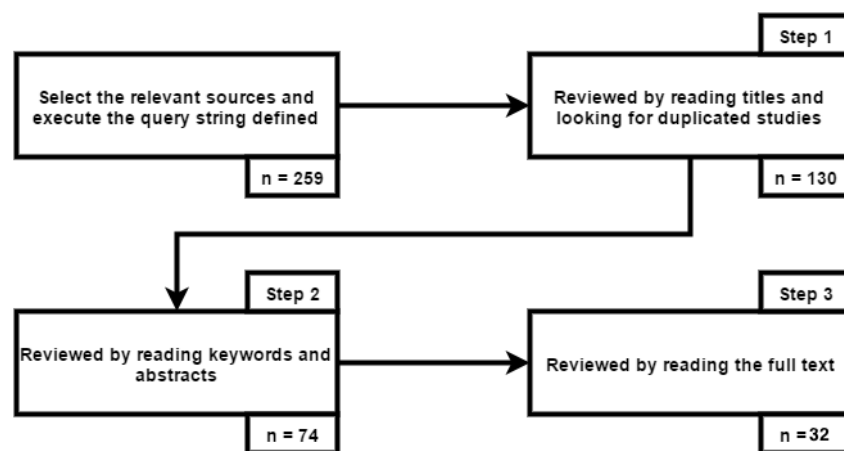 Select the relevant sources and
execute the query string defined
n = 259
Step 1
Reviewed by reading titles and
looking for duplicated studies
n = 130
Step 2
Reviewed by reading keywords and
abstracts
n = 74
Step 3
Reviewed by reading the full text
n = 32